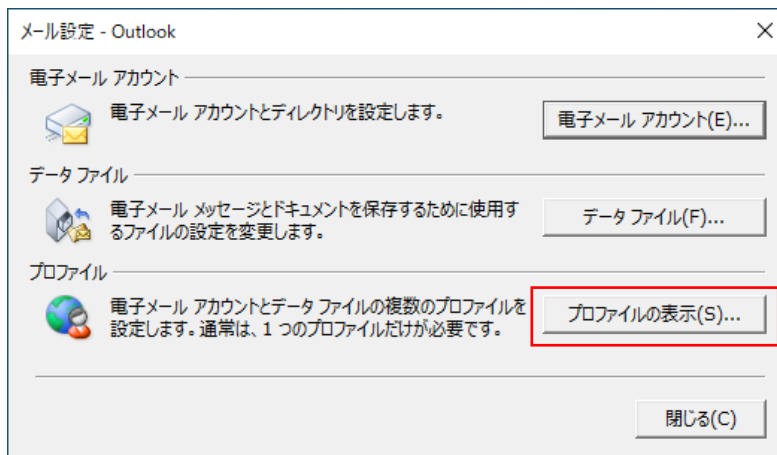 メール設定 - Outlook
電子メール アカウント
電子メール アカウントとディレクトリを設定します。
電子メール アカウント(E)...
データ ファイル
電子メール メッセージとドキュメントを保存するために使用す
るファイルの設定を変更します。
データ ファイル(F)...
プロファイル
電子メール アカウントとデータ ファイルの複数のプロファイルを
設定します。通常は、1 つのプロファイルだけが必要です。
プロファイルの表示(S)...
閉じる(C)